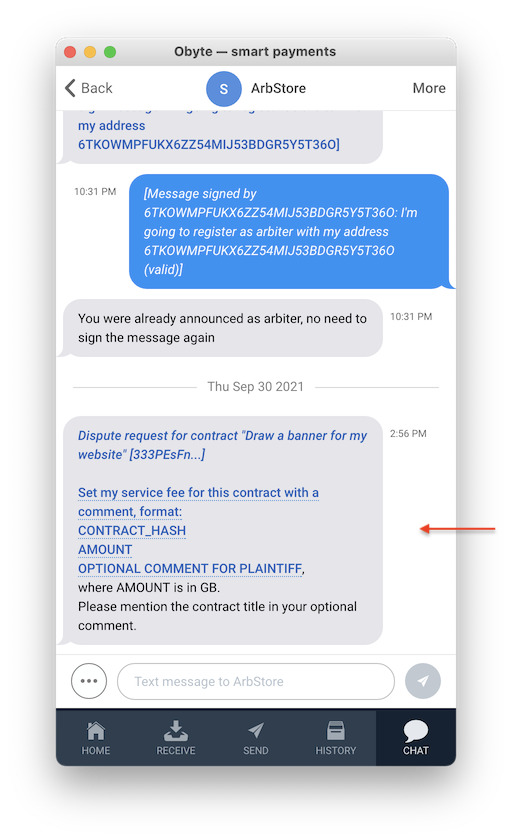 Obyte — smart payments
Back
S
ArbStore
More
my address
6TKOWMPFUKX6ZZ54MIJ53BDGR5Y5T36O]
10:31 PM
[Message signed by
6TKOWMPFUKX6ZZ54MIJ53BDGR5Y5T36O: I'm
going to register as arbiter with my address
6TKOWMPFUKX6ZZ54MIJ53BDGR5Y5T36O
(valid)]
You were already announced as arbiter, no need to
sign the message again
10:31 PM
Thu Sep 30 2021
Dispute request for contract "Draw a banner for my
website" [333PEsFn...]
2:56 PM
Set my service fee for this contract with a
comment, format:
CONTRACT_HASH
AMOUNT
OPTIONAL COMMENT FOR PLAINTIFF,
where AMOUNT is in GB.
Please mention the contract title in your optional
comment.
Text message to ArbStore
HOME
RECEIVE
SEND
HISTORY
CHAT